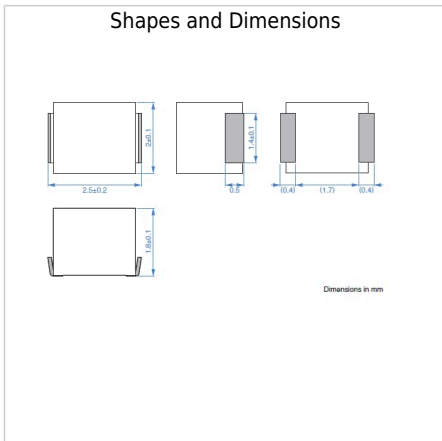 Shapes and Dimensions
2±0.1
2.5±0.2
1.4±0.1
0.5
(0.4) (1.7) (0.4)
1.8±0.1
Dimensions in mm